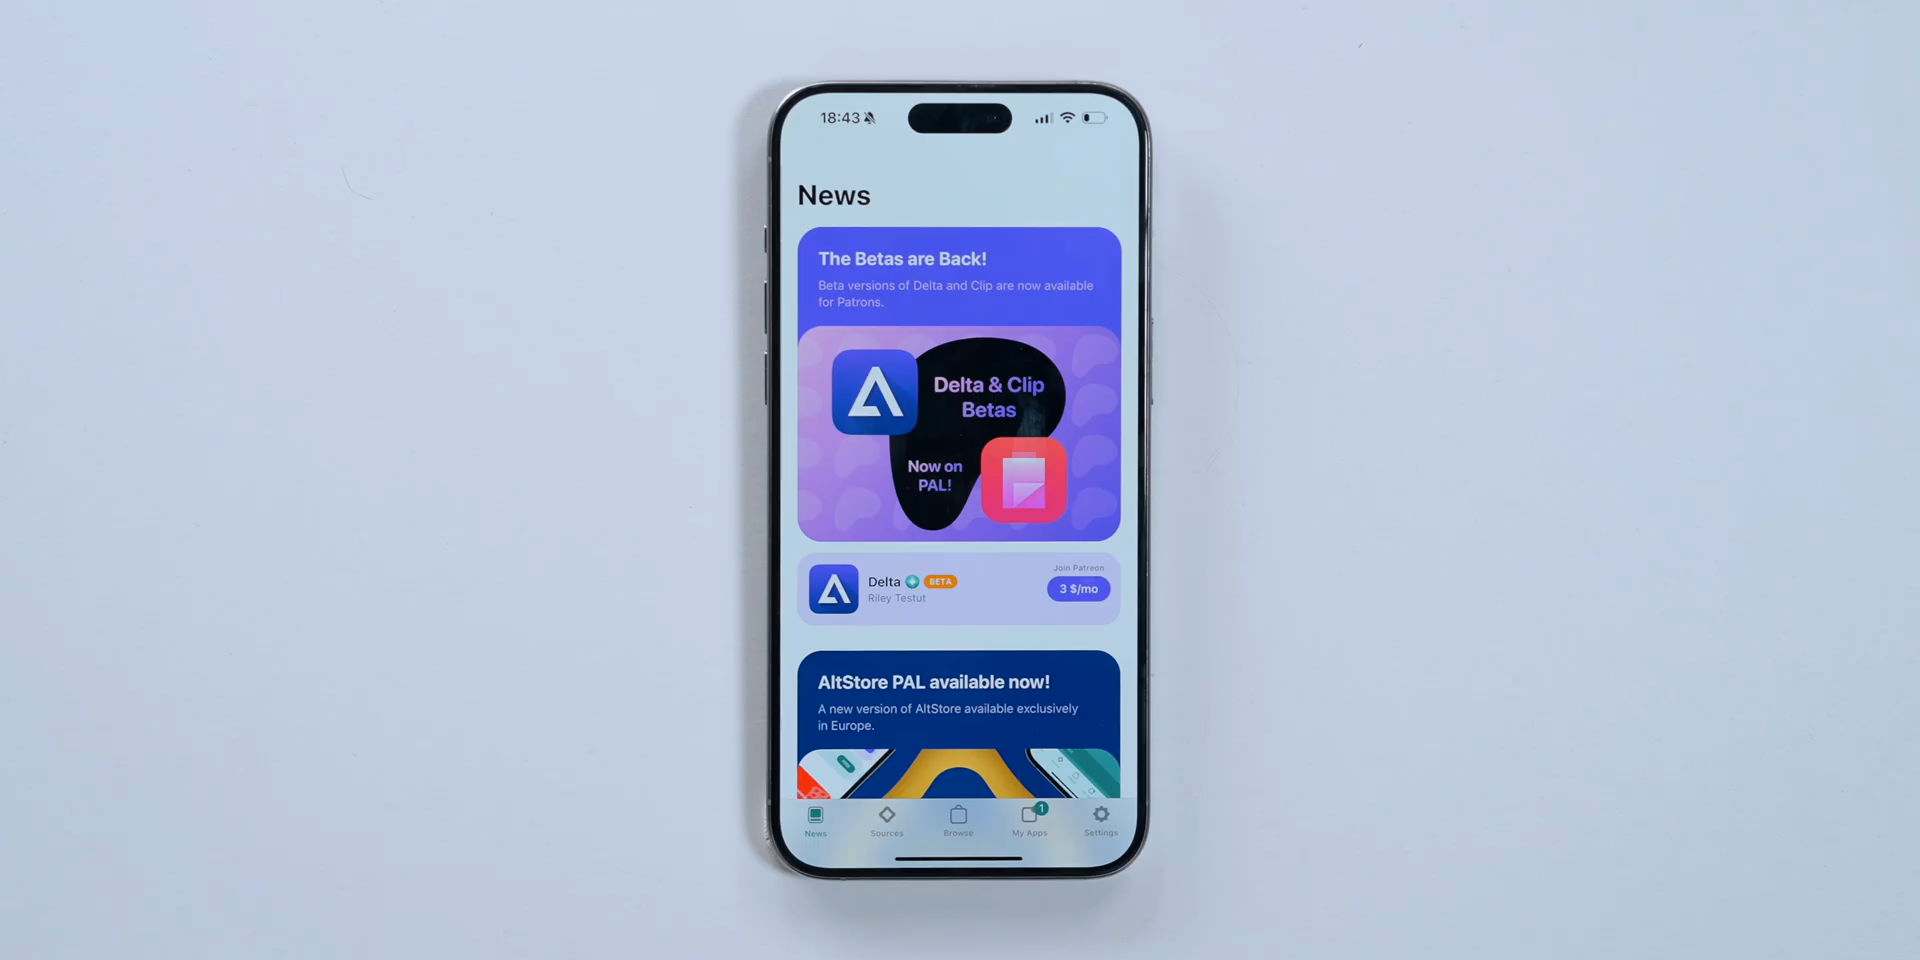 18:43
News
The Betas are Back!
Beta versions of Delta and Clip are now available
for Patrons.
Delta & Clip
Betas
Now on
PAL!
Delta BETA
Riley Testut
Join Patreon
3 $/mo
AltStore PAL available now!
A new version of AltStore available exclusively
in Europe.
News
Sources
Browse
My Apps 1
Settings